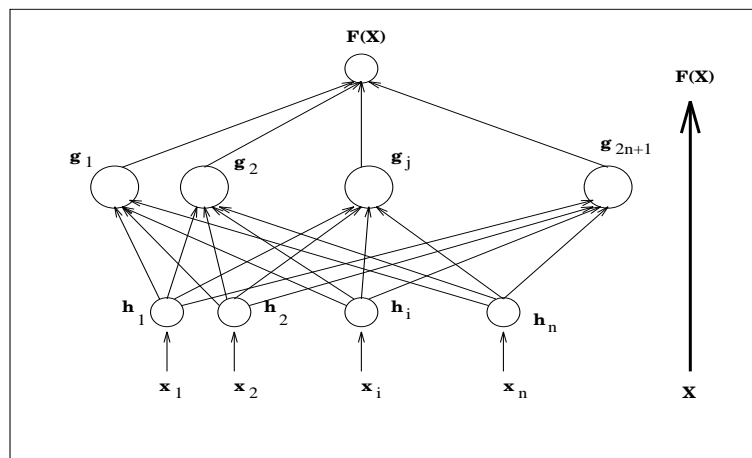 F(X)
F(X)
g 1
g 2
g j
g 2n+1
h 1
h 2
h i
h n
x 1
x 2
x i
x n
X